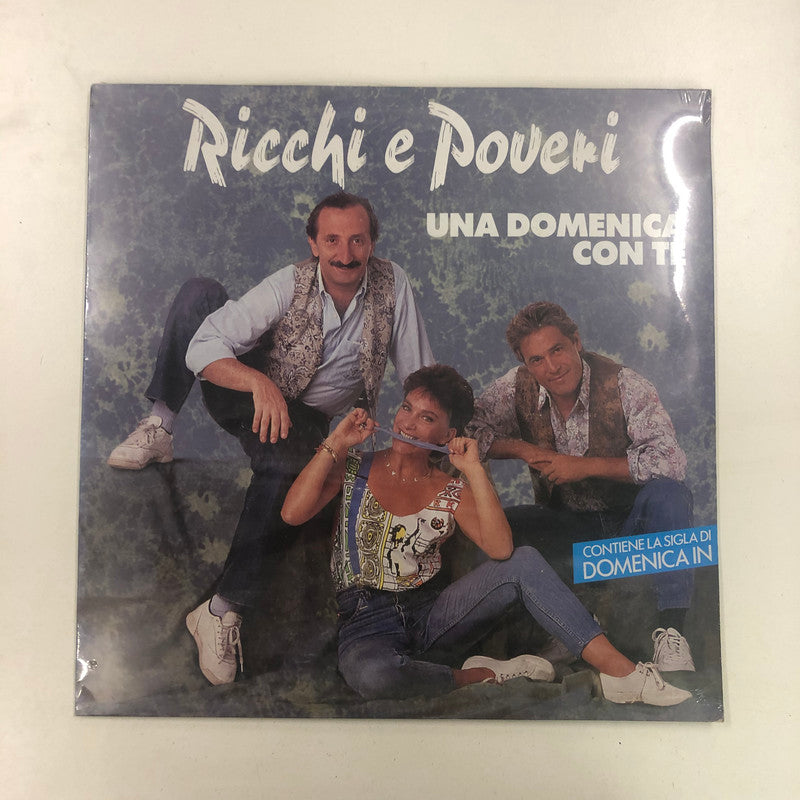 Ricchi e Poveri
UNA DOMENICA
CON TE
CONTIENE LA SIGLA DI
DOMENICA IN